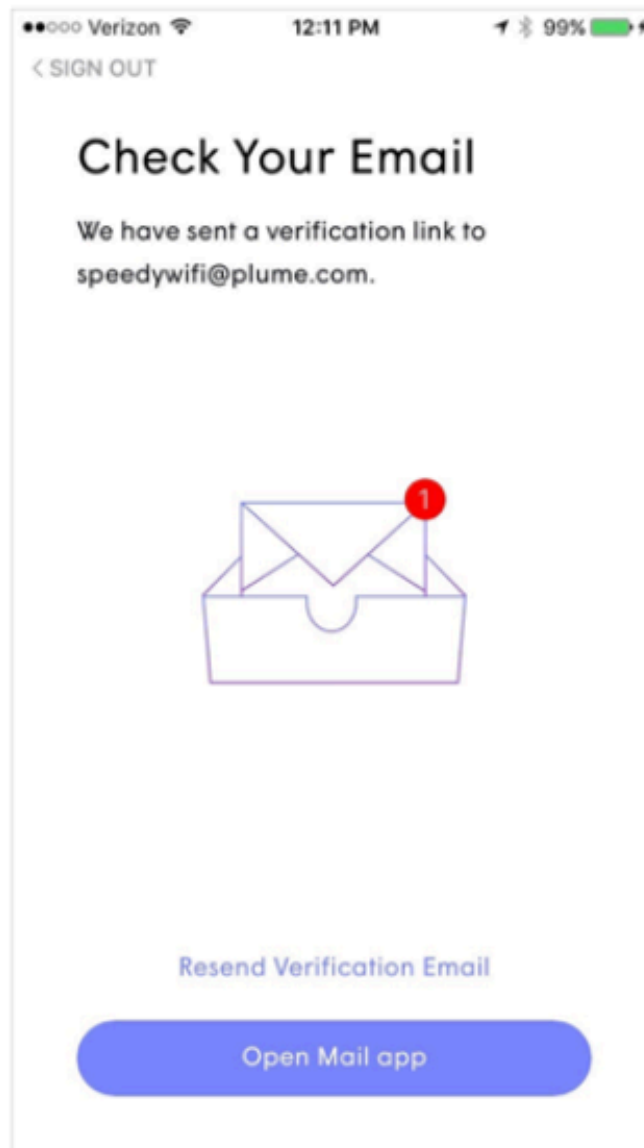 Verizon 12:11 PM 99%
< SIGN OUT
Check Your Email
We have sent a verification link to
speedywifi@plume.com.
1
Resend Verification Email
Open Mail app